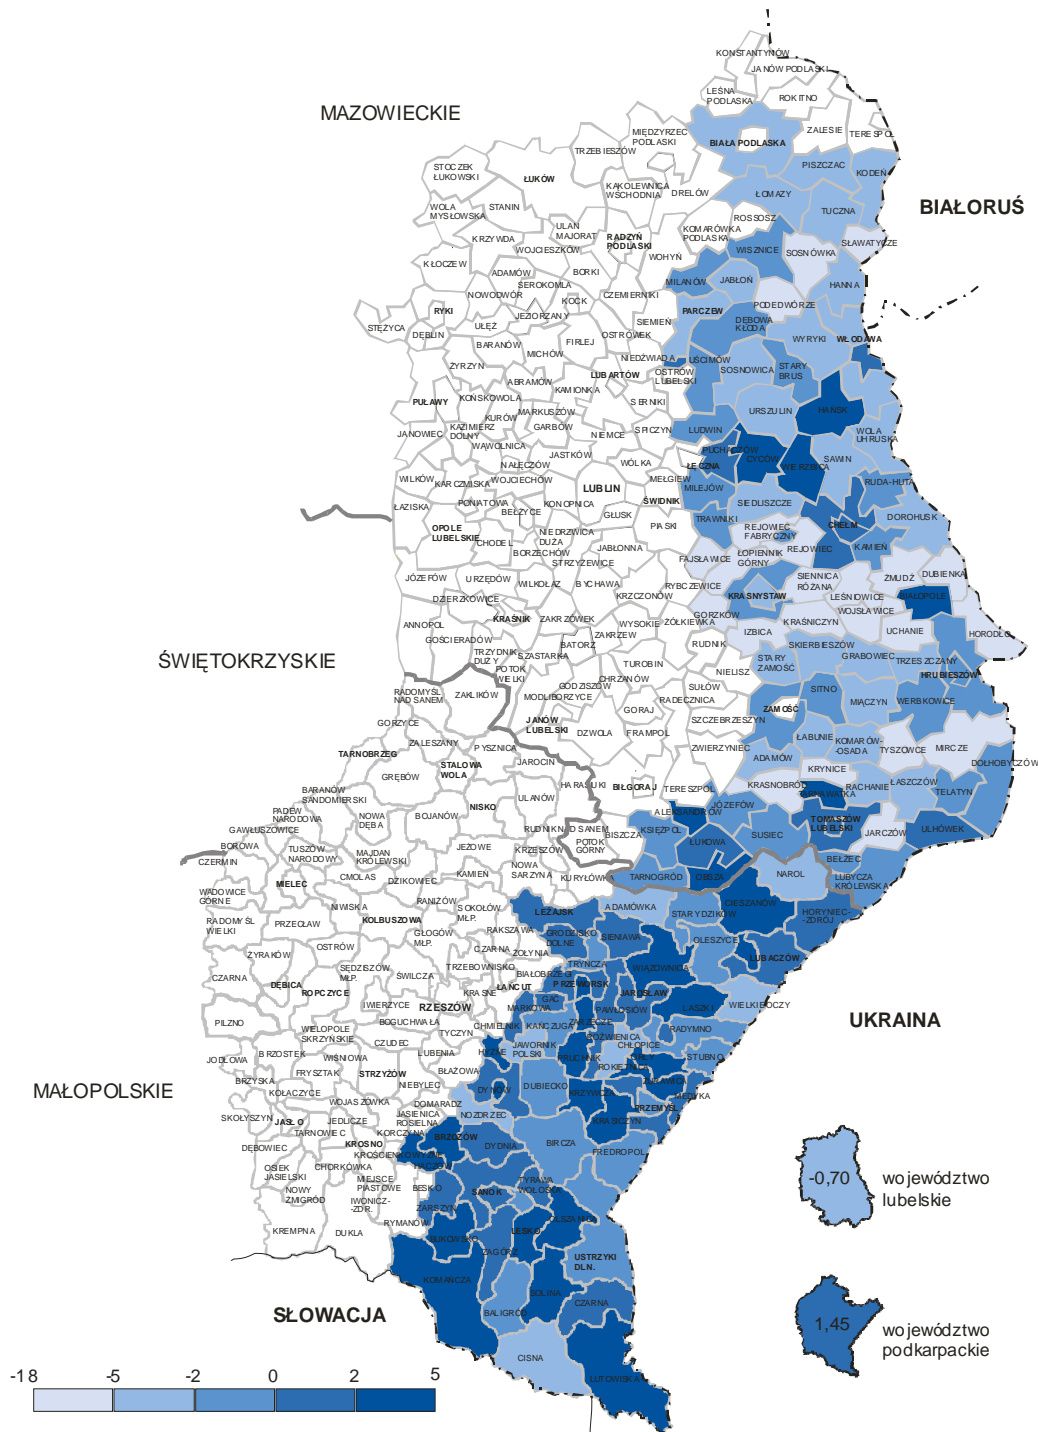 KONSTANTYNÓW
JANÓW PODLASKI
LEŚNA
PODLASKA
ROKITNO
MAZOWIECKIE
ZALESIE
TERESPOL
MIĘDZYRZEC
PODLASKI
BIAŁA PODLASKA
TRZEBIESZÓW
STOCZEK
ŁUKOWSKI
ŁUKÓW
PISZCZAC
KODEŃ
KĄKOLEWNICA
WSCHODNIA
DRELÓW
ŁOMAZY
WOLA
MYSŁOWSKA
STANIN
TUCZNA
BIAŁORUŚ
ROSSOSZ
ULAN
MAJORAT
KOMARÓWKA
PODLASKA
KRZYWDA
WOJCIESZKÓW
RADZYŃ
PODLASKI
WOHYŃ
WISZNICE
SOSNÓWKA
SŁAWATYCZE
KŁOCZEW
ADAMÓW
BORKI
SEROKOMLA
MILANÓW
JABŁOŃ
HANNA
NOWODWÓR
KOCK
CZEMIERNIKI
RYKI
JEZIORZANY
PARCZEW
PODEDWÓRZE
STĘŻYCA
DĘBLIN
UŁĘŻ
SIEMIEŃ
DĘBOWA
KŁODA
BARANÓW
FIRLEJ
OSTRÓWEK
WYRYKI
WŁODAWA
MICHÓW
NIEDŹWIADA
UŚCIMÓW
ŻYRZYN
LUBARTÓW
OSTRÓW
LUBELSKI
SOSNOWICA
STARY
BRUS
ABRAMÓW
KAMIONKA
PUŁAWY
KOŃSKOWOLA
SERNIKI
MARKUSZÓW
KURÓW
URSZULIN
HAŃSK
JANOWIEC
KAZIMIERZ
DOLNY
GARBÓW
NIEMCE
SPICZYN
LUDWIN
WOLA
UHRUSKA
WĄWOLNICA
JASTKÓW
PUCHACZÓW
CYCÓW
WIERZBICA
SAWIN
NAŁĘCZÓW
WÓLKA
ŁĘCZNA
WILKÓW
KARCZMISKA
WOJCIECHÓW
MEŁGIEW
MILEJÓW
RUDA-HUTA
LUBLIN
ŁAZISKA
PONIATOWA
KONOPNICA
ŚWIDNIK
SIEDLISZCZE
BEŁŻYCE
GŁUSK
TRAWNIKI
DOROHUSK
OPOLE
LUBELSKIE
NIEDRZWICA
DUŻA
PIASKI
REJOWIEC
FABRYCZNY
CHEŁM
CHODEL
BORZECHÓW
JABŁONNA
ŁOPIENNIK
GÓRNY
REJOWIEC
KAMIEŃ
STRZYŻEWICE
FAJSŁAWICE
JÓZEFÓW
URZĘDÓW
WILKOŁAZ
BYCHAWA
RYBCZEWICE
SIENNICA
RÓŻANA
ŻMUDŹ
DUBIENKA
DZIERZKOWICE
KRZCZONÓW
KRASNYSTAW
LEŚNIOWICE
BIAŁOPOLE
GORZKÓW
WOJSŁAWICE
ANNOPOL
KRAŚNIK
ZAKRZÓWEK
WYSOKIE
ŻÓŁKIEWKA
KRAŚNICZYN
IZBICA
UCHANIE
HORODŁO
GOŚCIERADÓW
ZAKRZEW
BATORZ
RUDNIK
SKIERBIESZÓW
ŚWIĘTOKRZYSKIE
TRZYDNIK
DUŻY
SZASTARKA
GRABOWIEC
POTOK
WIELKI
TUROBIN
NIELISZ
STARY
ZAMOŚĆ
TRZESZCZANY
HRUBIESZÓW
CHRZANÓW
RADOMYŚL
NAD SANEM
ZAKLIKÓW
GODZISZÓW
SUŁÓW
SITNO
MODLIBORZYCE
RADECZNICA
MIĄCZYN
WERBKOWICE
GORAJ
ZAMOŚĆ
GORZYCE
JANÓW
LUBELSKI
SZCZEBRZESZYN
DZWOLA
FRAMPOL
ŁABUNIE
KOMARÓW-
-OSADA
TARNOBRZEG
ZALESZANY
PYSZNICA
ZWIERZYNIEC
TYSZOWCE
MIRCZE
STALOWA
WOLA
JAROCIN
ADAMÓW
KRYNICE
DOŁHOBYCZÓW
GRĘBÓW
HARASIUKI
BIŁGORAJ
TERESZPOL
KRASNOBRÓD
RACHANIE
ŁASZCZÓW
TELATYN
BARANÓW
SANDOMIERSKI
NISKO
ULANÓW
TARNAWATKA
PADEW
NARODOWA
NOWA
DĘBA
BOJANÓW
ALEKSANDRÓW
JÓZEFÓW
GAWŁUSZOWICE
RUDNIK NAD SANEM
BISZCZA
KSIĘŻPOL
SUSIEC
TOMASZÓW
LUBELSKI
JARCZÓW
ULHÓWEK
BOROWA
TUSZÓW
NARODOWY
MAJDAN
KRÓLEWSKI
JEŻOWE
KRZESZÓW
POTOK
GÓRNY
ŁUKOWA
CZERMIN
BEŁŻEC
MIELEC
CMOLAS
DZIKOWIEC
KAMIEŃ
NOWA
SARZYNA
KURYŁÓWKA
TARNOGRÓD
OBSZA
NAROL
LUBYCZA
KRÓLEWSKA
WADOWICE
GÓRNE
NIWISKA
RANIŻÓW
SOKOŁÓW
MŁP.
LEŻAJSK
ADAMÓWKA
CIESZANÓW
RADOMYŚL
WIELKI
PRZECŁAW
KOLBUSZOWA
GŁOGÓW
MŁP.
RAKSZAWA
GRODZISKO
DOLNE
STARY DZIKÓW
HORYNIEC-
-ZDRÓJ
SIENIAWA
OLESZYCE
OSTRÓW
CZARNA
ŻOŁYNIA
ŻYRAKÓW
SĘDZISZÓW
MŁP.
TRZEBOWNISKO
TRYŃCZA
WIĄZOWNICA
LUBACZÓW
CZARNA
DĘBICA
ROPCZYCE
ŚWILCZA
KRASNE
ŁAŃCUT
BIAŁOBRZEGI
PRZEWORSK
JAROSŁAW
IWIERZYCE
RZESZÓW
GAĆ
MARKOWA
LASZKI
WIELKIE OCZY
PILZNO
BOGUCHWAŁA
CHMIELNIK
KAŃCZUGA
ZARZECZE
PAWŁOSIÓW
UKRAINA
WIELOPOLE
SKRZYŃSKIE
TYCZYN
ROŹWIENICA
RADYMNO
CZUDEC
CHŁOPICE
JODŁOWA
BRZOSTEK
WIŚNIOWA
LUBENIA
HYŻNE
JAWORNIK
POLSKI
PRUCHNIK
ORŁY
STUBNO
FRYSZTAK
STRZYŻÓW
BŁAŻOWA
ROKIETNICA
BRZYSKA
NIEBYLEC
DYNÓW
DUBIECKO
ŻURAWICA
MAŁOPOLSKIE
KOŁACZYCE
KRZYWCZA
MEDYKA
WOJASZÓWKA
DOMARADZ
PRZEMYŚL
SKOŁYSZYN
JASŁO
JEDLICZE
JASIENICA
ROSIELNA
NOZDRZEC
KRASICZYN
TARNOWIEC
KORCZYNA
DĘBOWIEC
KROSNO
BRZOZÓW
DYDNIA
BIRCZA
KROŚCIENKO WYŻNE
FREDROPOL
OSIEK
JASIELSKI
CHORKÓWKA
HACZÓW
-0,70
województwo
lubelskie
MIEJSCE
PIASTOWE
BESKO
SANOK
TYRAWA
WOŁOSKA
NOWY
ŻMIGRÓD
IWONICZ-
-ZDR.
ZARSZYN
RYMANÓW
OLSZANICA
KREMPNA
DUKLA
BUKOWSKO
LESKO
ZAGÓRZ
USTRZYKI
DLN.
KOMAŃCZA
SOLINA
SŁOWACJA
BALIGRÓD
CZARNA
1,45
województwo
podkarpackie
CISNA
LUTOWISKA
-18 -5 -2 0 2 5